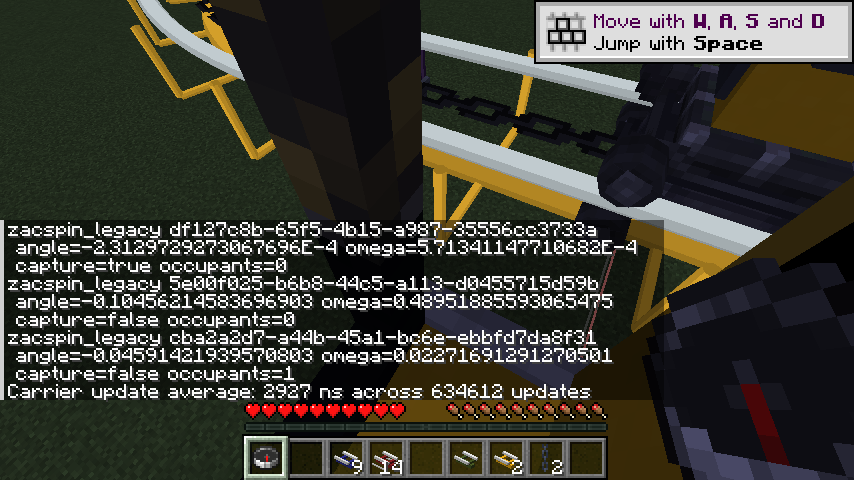 Move with W, A, S and D
Jump with Space
zacspin_legacy df127c8b-65f5-4b15-a987-35556cc3733a
angle=-2.3129729273067696E-4 omega=5.713411147710682E-4
capture=true occupants=0
zacspin_legacy 5e00f025-b6b8-44c5-a113-d0455715d59b
angle=-0.10456214583696903 omega=0.489518855593065475
capture=false occupants=0
zacspin_legacy cba2a2d7-a44b-45a1-bc6e-ebbfd7da8f31
angle=-0.04591421939570803 omega=0.02271691291270501
capture=false occupants=1
Carrier update average: 2927 ns across 634612 updates
9 14 2 2